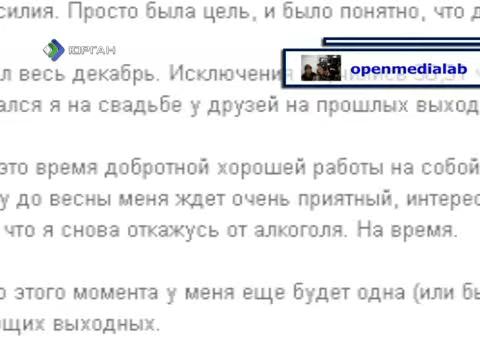 силия. Просто была цель, и было понятно, что д
ЮРГАН
openmedialab
л весь декабрь. Исключения
ался я на свадьбе у друзей на прошлых выход
это время добротной хорошей работы на собой
у до весны меня ждет очень приятный, интерес
что я снова откажусь от алкоголя. На время.
о этого момента у меня еще будет одна (или бы
ющих выходных.